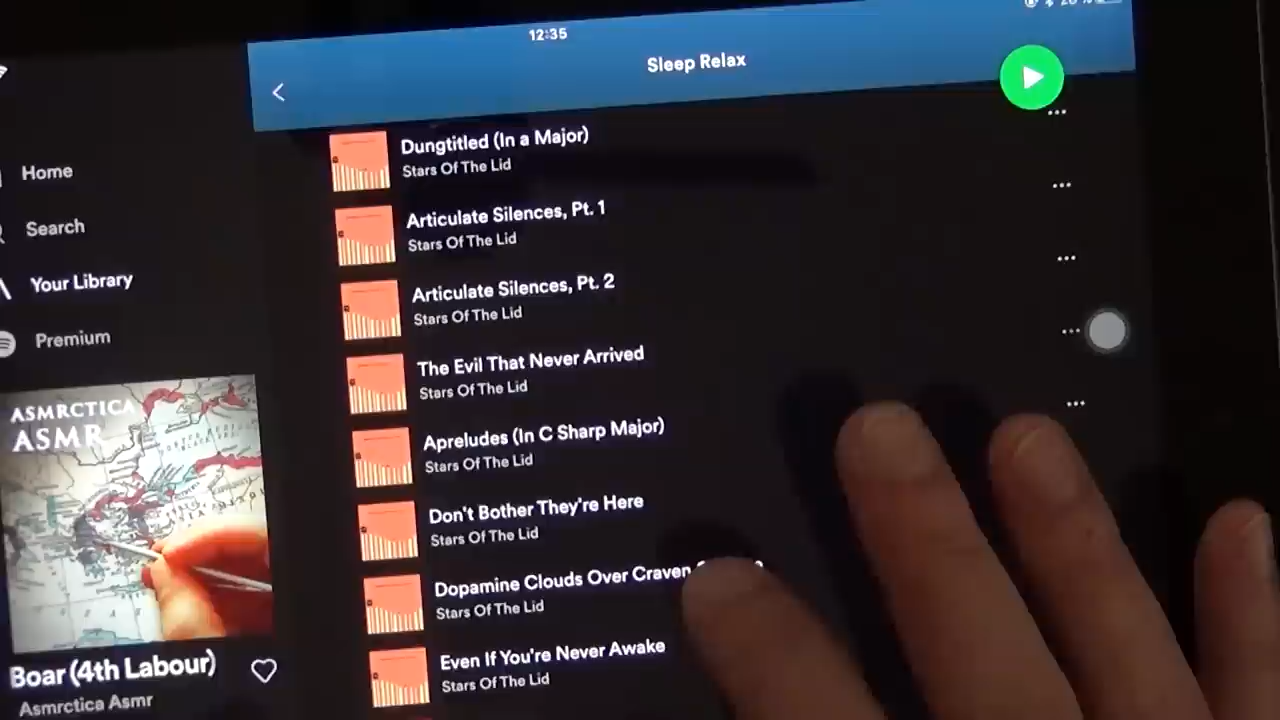 12:35
Sleep Relax
Home
Search
Your Library
Premium
ASMRCTICA
ASMR
Boar (4th Labour)
Asmrctica Asmr
Dungtitled (In a Major)
Stars Of The Lid
Articulate Silences, Pt. 1
Stars Of The Lid
Articulate Silences, Pt. 2
Stars Of The Lid
The Evil That Never Arrived
Stars Of The Lid
Apreludes (In C Sharp Major)
Stars Of The Lid
Don't Bother They're Here
Stars Of The Lid
Dopamine Clouds Over Craven
Stars Of The Lid
Even If You're Never Awake
Stars Of The Lid